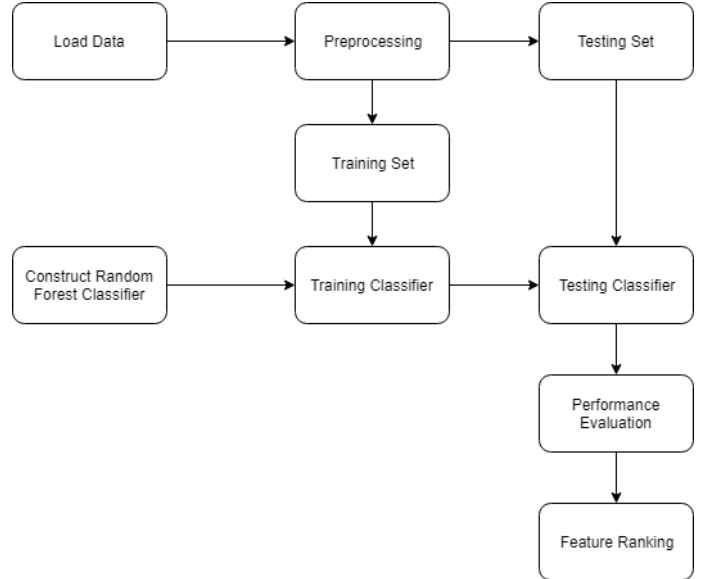 Load Data
Preprocessing
Testing Set
Training Set
Construct Random
Forest Classifier
Training Classifier
Testing Classifier
Performance
Evaluation
Feature Ranking